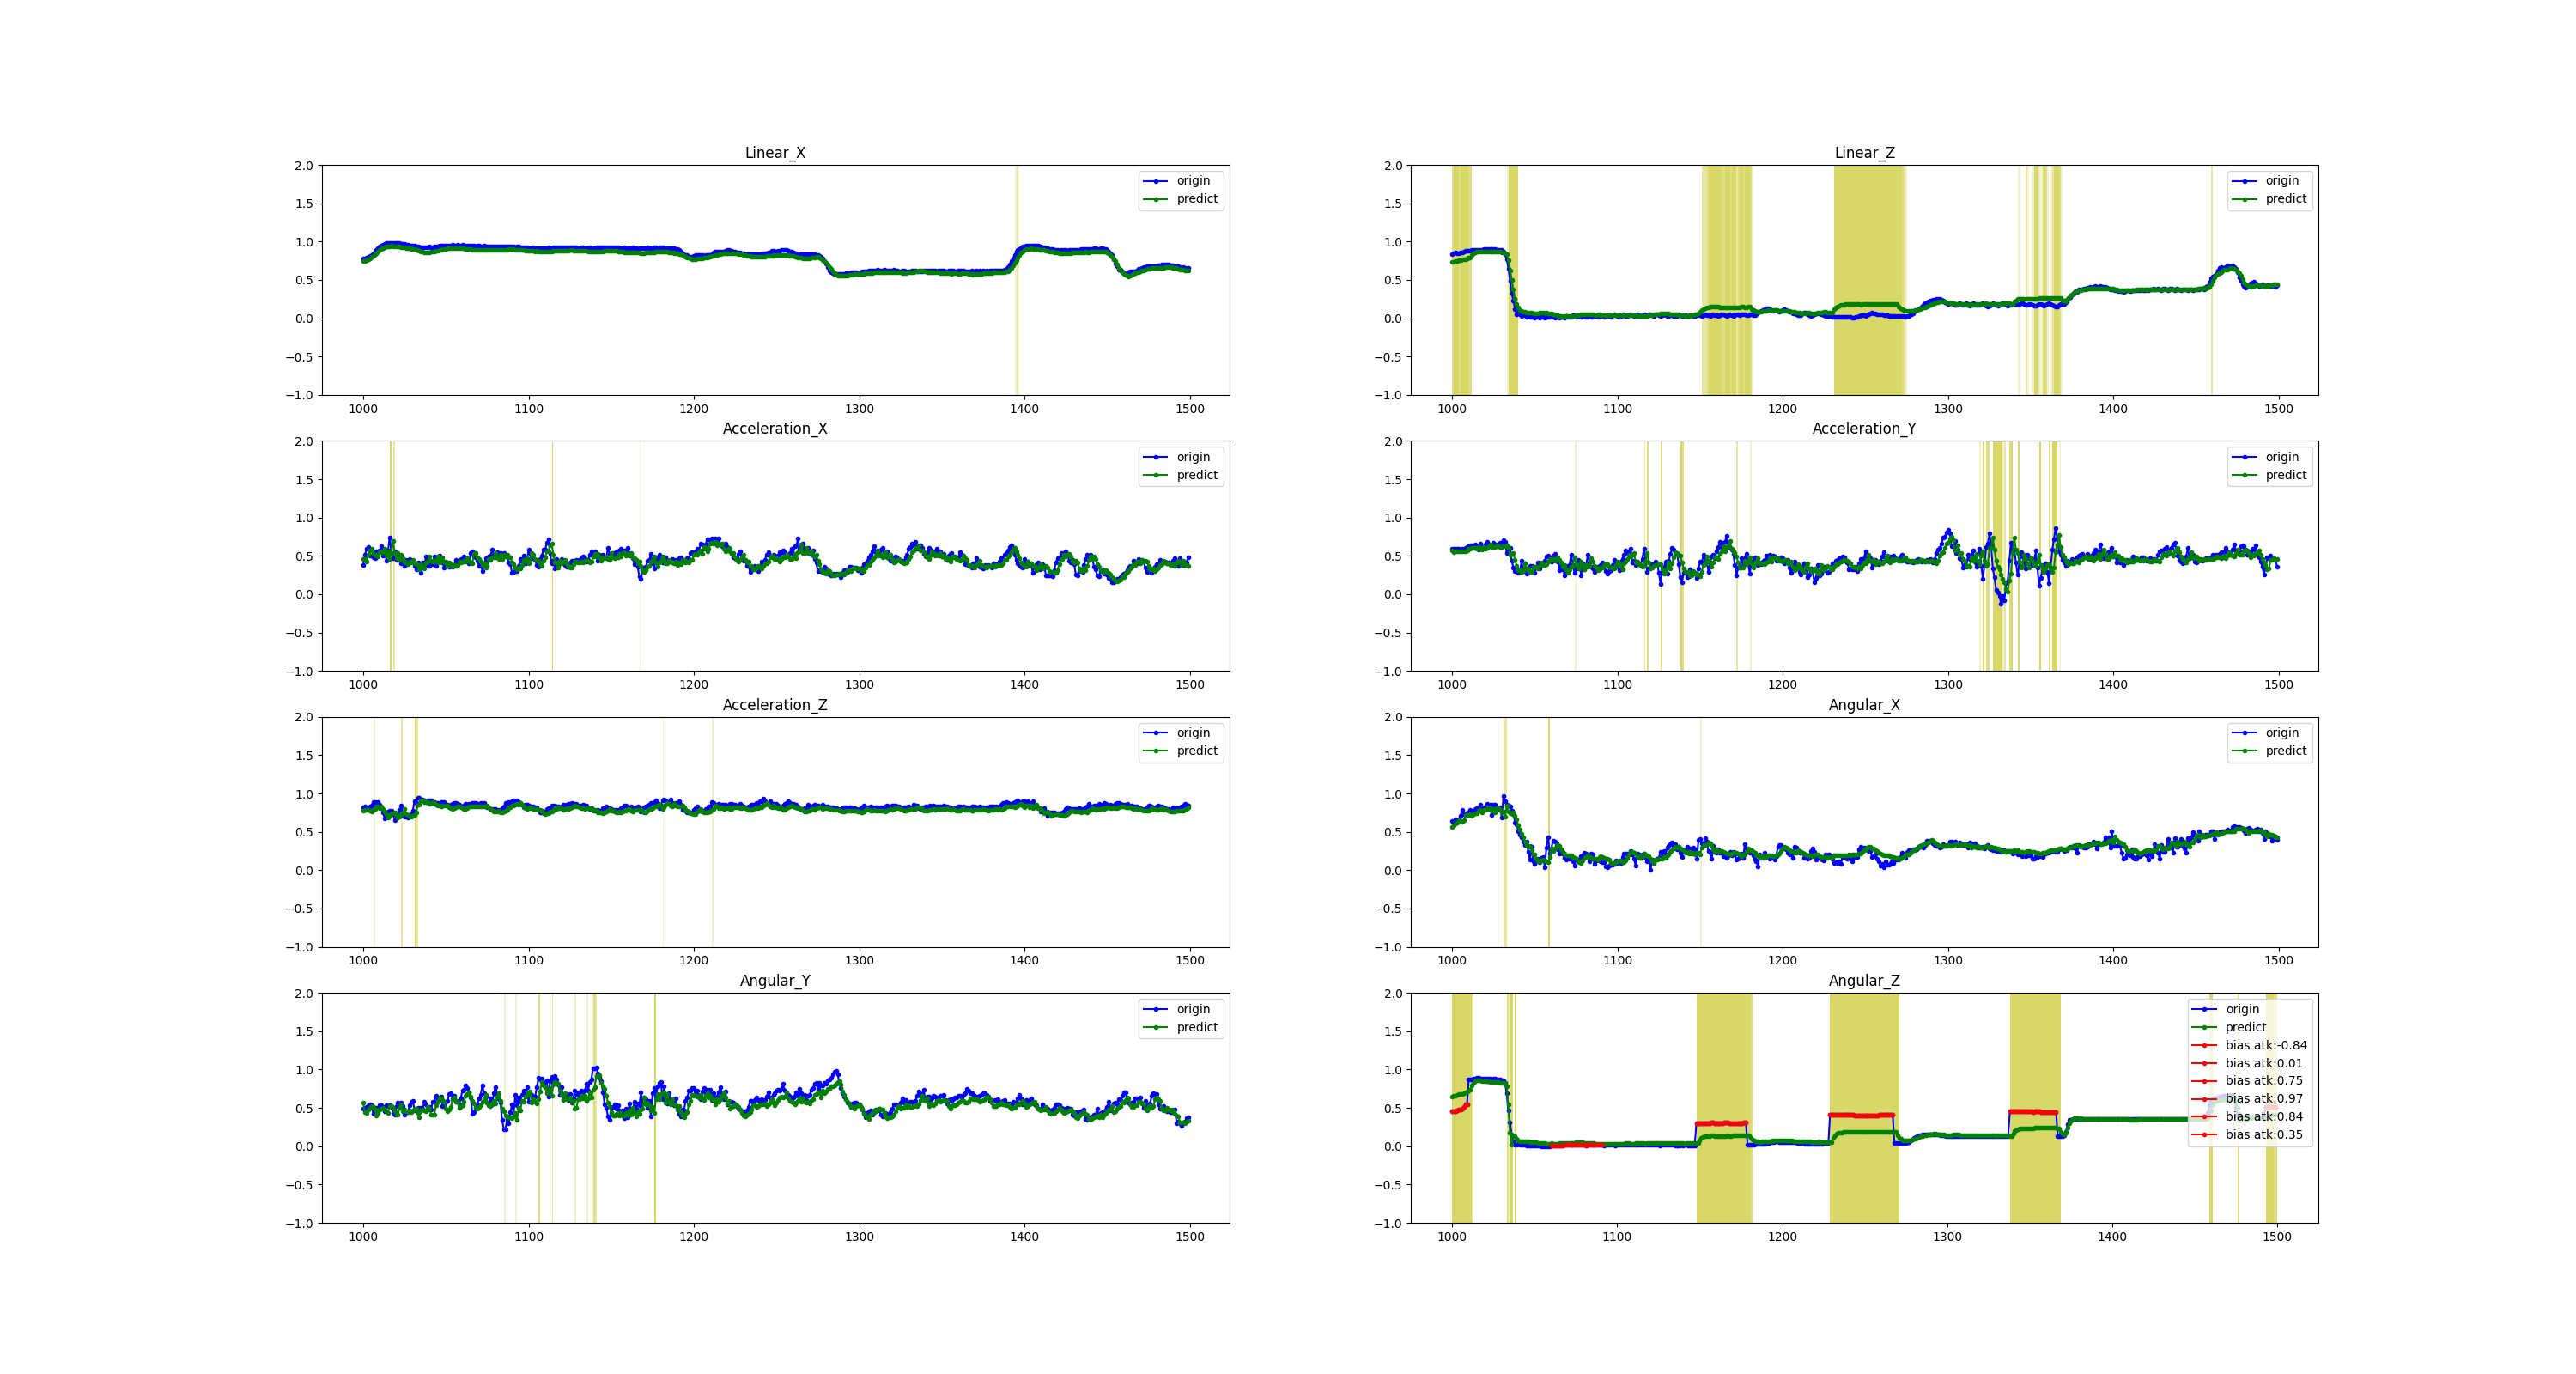 Linear_X
2.0
1.5
1.0
0.5
0.0
−0.5
−1.0
origin
predict
1000 1100 1200 1300 1400 1500
Linear_Z
2.0
1.5
1.0
0.5
0.0
−0.5
−1.0
origin
predict
1000 1100 1200 1300 1400 1500
Acceleration_X
2.0
1.5
1.0
0.5
0.0
−0.5
−1.0
origin
predict
1000 1100 1200 1300 1400 1500
Acceleration_Y
2.0
1.5
1.0
0.5
0.0
−0.5
−1.0
origin
predict
1000 1100 1200 1300 1400 1500
Acceleration_Z
2.0
1.5
1.0
0.5
0.0
−0.5
−1.0
origin
predict
1000 1100 1200 1300 1400 1500
Angular_X
2.0
1.5
1.0
0.5
0.0
−0.5
−1.0
origin
predict
1000 1100 1200 1300 1400 1500
Angular_Y
2.0
1.5
1.0
0.5
0.0
−0.5
−1.0
origin
predict
1000 1100 1200 1300 1400 1500
Angular_Z
2.0
1.5
1.0
0.5
0.0
−0.5
−1.0
origin
predict
bias atk:-0.84
bias atk:0.01
bias atk:0.75
bias atk:0.97
bias atk:0.84
bias atk:0.35
1000 1100 1200 1300 1400 1500